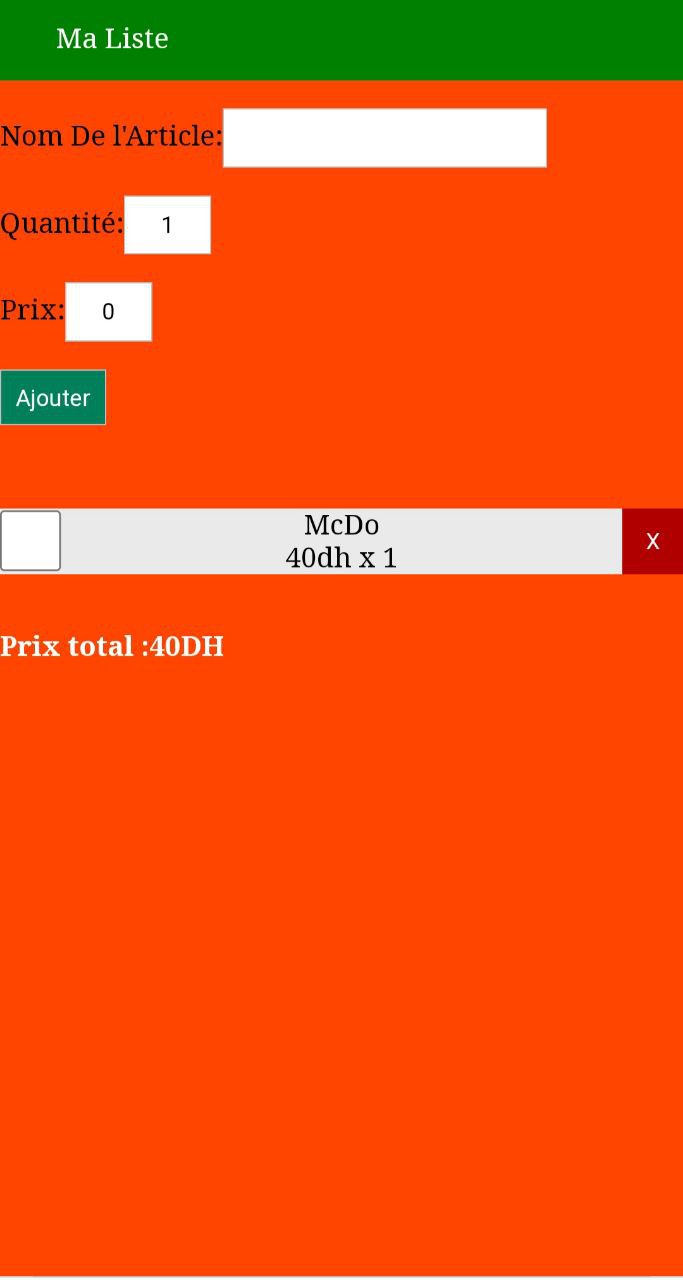 Ma Liste
Nom De l'Article:
Quantité: 1
Prix: 0
Ajouter
McDo
40dh x 1
X
Prix total :40DH